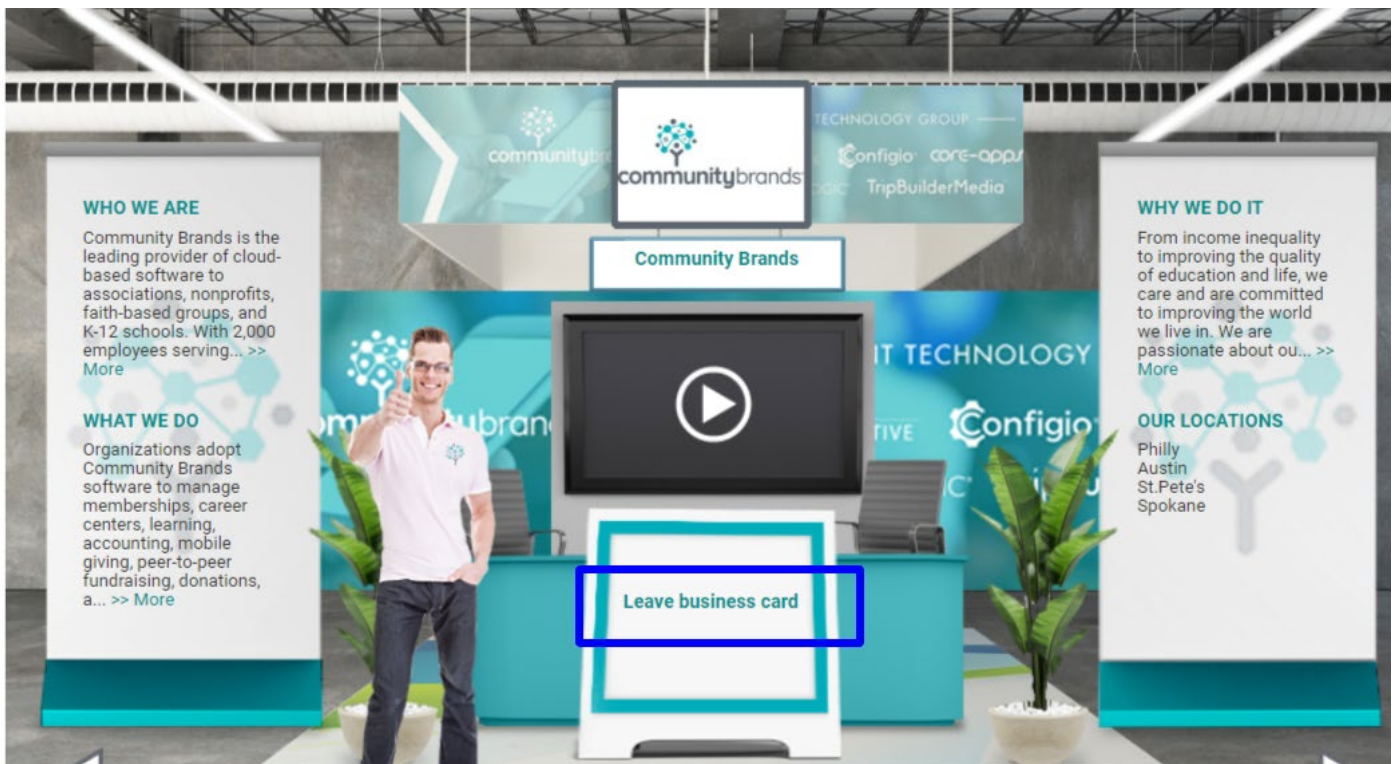 communitybr
communitybrands
TECHNOLOGY GROUP
Configio
core-apps
TripBuilderMedia
Community Brands
WHO WE ARE
Community Brands is the
leading provider of cloud-
based software to
associations, nonprofits,
faith-based groups, and
K-12 schools. With 2,000
employees serving... >>
More
WHAT WE DO
Organizations adopt
Community Brands
software to manage
memberships, career
centers, learning,
accounting, mobile
giving, peer-to-peer
fundraising, donations,
a... >> More
IT TECHNOLOGY
Configio
Leave business card
WHY WE DO IT
From income inequality
to improving the quality
of education and life, we
care and are committed
to improving the world
we live in. We are
passionate about ou... >>
More
OUR LOCATIONS
Philly
Austin
St.Pete's
Spokane